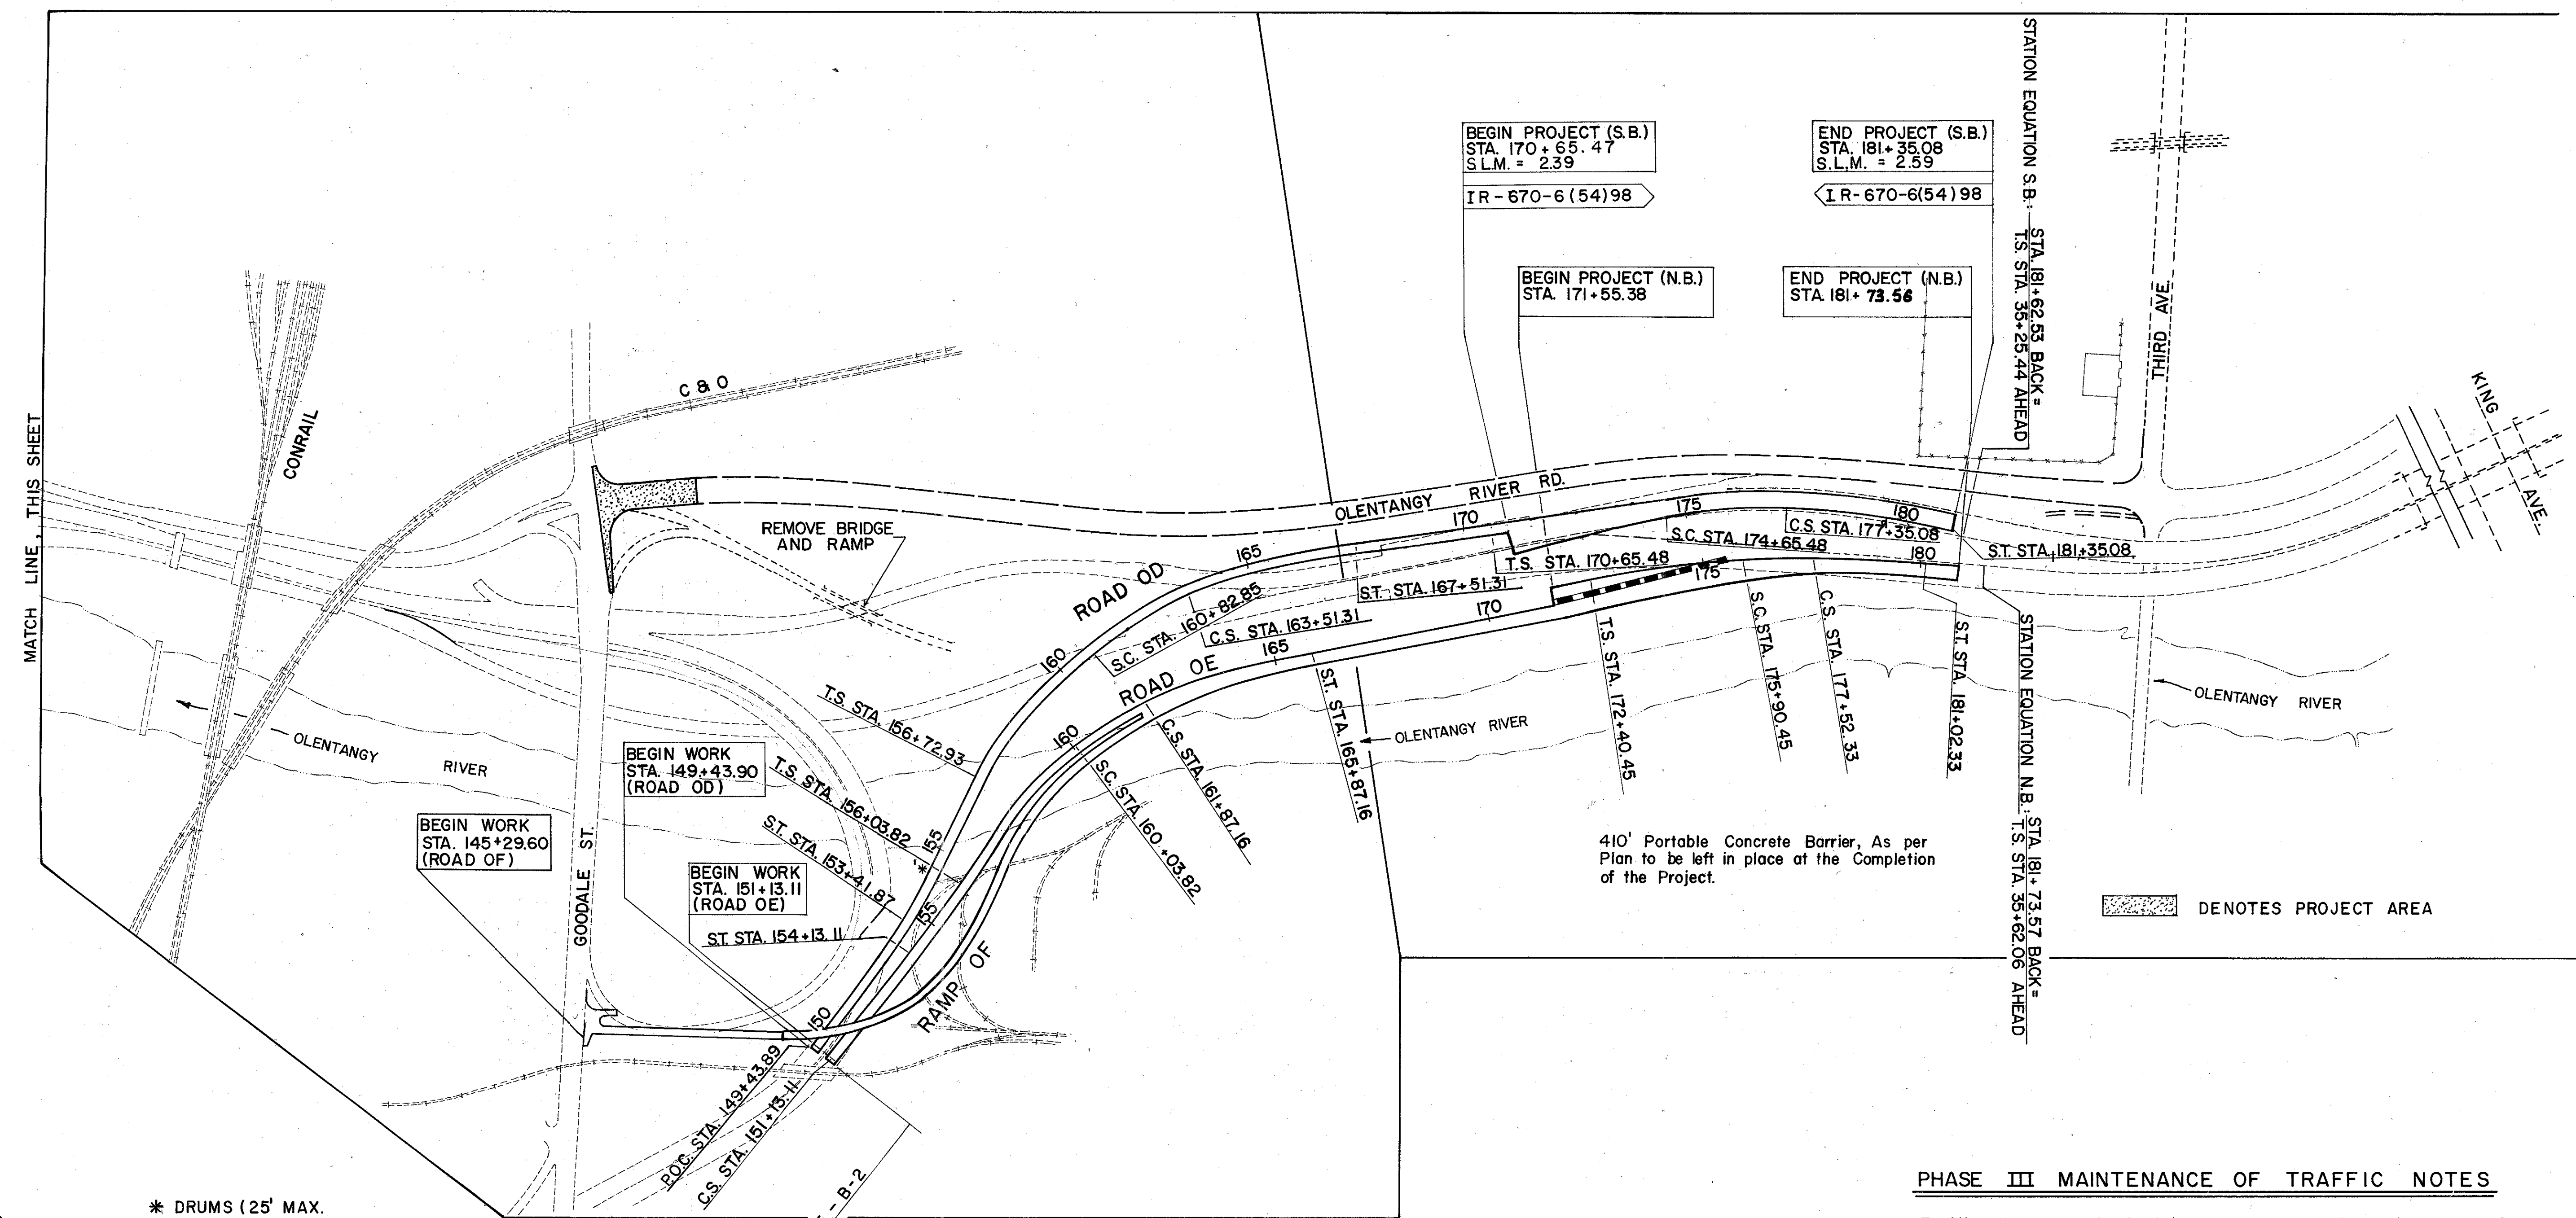 MATCH LINE, THIS SHEET
CONRAIL
C & O
REMOVE BRIDGE
AND RAMP
OLENTANGY RIVER
GOODALE ST.
BEGIN WORK
STA. 145+29.60
(ROAD OF)
BEGIN WORK
STA. 149+43.90
(ROAD OD)
BEGIN WORK
STA. 151+13.11
(ROAD OE)
T.S. STA. 156+72.93
T.S. STA. 156+03.82
S.T. STA. 153+41.87
S.T. STA. 154+13.11
*
150
155
155
160
160
165
165
170
170
175
175
180
180
ROAD OD
ROAD OE
RAMP OF
P.O.C. STA. 149+43.89
C.S. STA. 151+13.11
B-2
S.C. STA. 160+82.85
C.S. STA. 163+51.31
S.T. STA. 167+51.31
T.S. STA. 170+65.48
S.C. STA. 174+65.48
C.S. STA. 177+35.08
S.T. STA. 181+35.08
S.C. STA. 160+03.82
C.S. STA. 161+87.16
S.T. STA. 165+87.16
T.S. STA. 172+40.45
S.C. STA. 175+90.45
C.S. STA. 177+52.33
S.T. STA. 181+02.33
OLENTANGY RIVER RD.
OLENTANGY RIVER
BEGIN PROJECT (S.B.)
STA. 170+65.47
S.L.M. = 2.39
IR-670-6(54)98
END PROJECT (S.B.)
STA. 181+35.08
S.L.M. = 2.59
IR-670-6(54)98
BEGIN PROJECT (N.B.)
STA. 171+55.38
END PROJECT (N.B.)
STA. 181+73.56
STATION EQUATION S.B.: STA. 181+62.53 BACK =
T.S. STA. 35+25.44 AHEAD
THIRD AVE.
KING AVE.
OLENTANGY RIVER
STATION EQUATION N.B.: STA. 181+73.57 BACK =
T.S. STA. 35+62.06 AHEAD
410' Portable Concrete Barrier, As per
Plan to be left in place at the Completion
of the Project.
DENOTES PROJECT AREA
* DRUMS (25' MAX.
PHASE III MAINTENANCE OF TRAFFIC NOTES